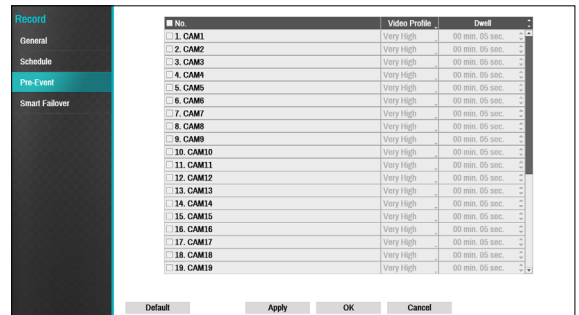 Record
General
Schedule
Pre-Event
Smart Failover
No. Video Profile Dwell
1. CAM1 Very High 00 min. 05 sec.
2. CAM2 Very High 00 min. 05 sec.
3. CAM3 Very High 00 min. 05 sec.
4. CAM4 Very High 00 min. 05 sec.
5. CAM5 Very High 00 min. 05 sec.
6. CAM6 Very High 00 min. 05 sec.
7. CAM7 Very High 00 min. 05 sec.
8. CAM8 Very High 00 min. 05 sec.
9. CAM9 Very High 00 min. 05 sec.
10. CAM10 Very High 00 min. 05 sec.
11. CAM11 Very High 00 min. 05 sec.
12. CAM12 Very High 00 min. 05 sec.
13. CAM13 Very High 00 min. 05 sec.
14. CAM14 Very High 00 min. 05 sec.
15. CAM15 Very High 00 min. 05 sec.
16. CAM16 Very High 00 min. 05 sec.
17. CAM17 Very High 00 min. 05 sec.
18. CAM18 Very High 00 min. 05 sec.
19. CAM19 Very High 00 min. 05 sec.
Default Apply OK Cancel